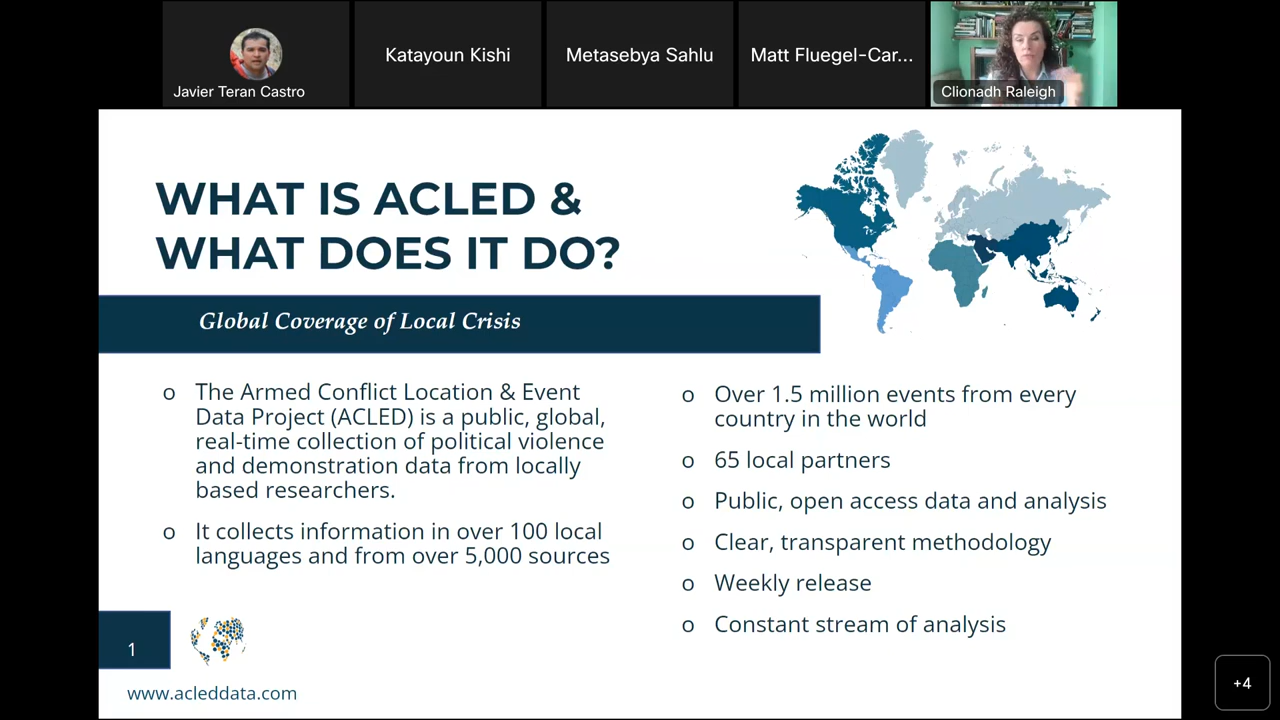 Javier Teran Castro
Katayoun Kishi
Metasebya Sahlu
Matt Fluegel-Car...
Clionadh Raleigh
WHAT IS ACLED &
WHAT DOES IT DO?
Global Coverage of Local Crisis
o The Armed Conflict Location & Event
Data Project (ACLED) is a public, global,
real-time collection of political violence
and demonstration data from locally
based researchers.
o It collects information in over 100 local
languages and from over 5,000 sources
o Over 1.5 million events from every
country in the world
o 65 local partners
o Public, open access data and analysis
o Clear, transparent methodology
o Weekly release
o Constant stream of analysis
1
www.acleddata.com
+4